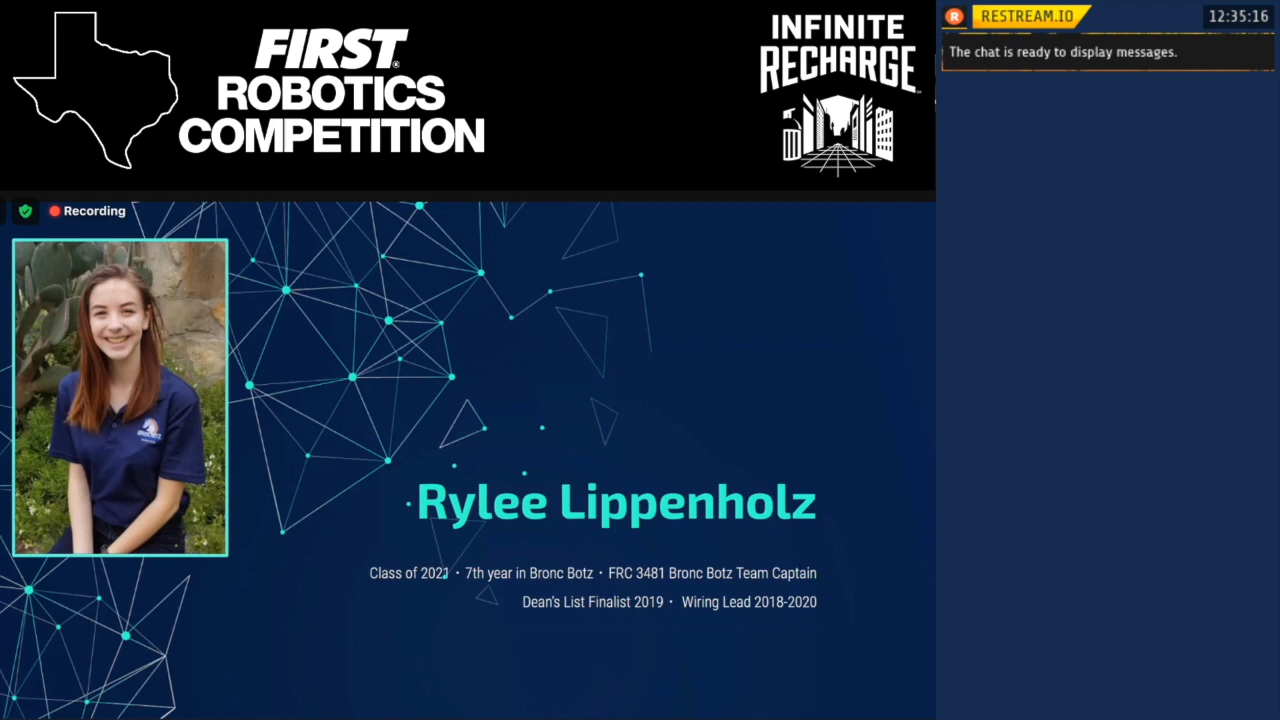 FIRST®
ROBOTICS
COMPETITION
INFINITE
RECHARGE
R RESTREAM.IO
12:35:16
The chat is ready to display messages.
Recording
Rylee Lippenholz
Class of 2021 · 7th year in Bronc Botz · FRC 3481 Bronc Botz Team Captain
Dean's List Finalist 2019 · Wiring Lead 2018-2020